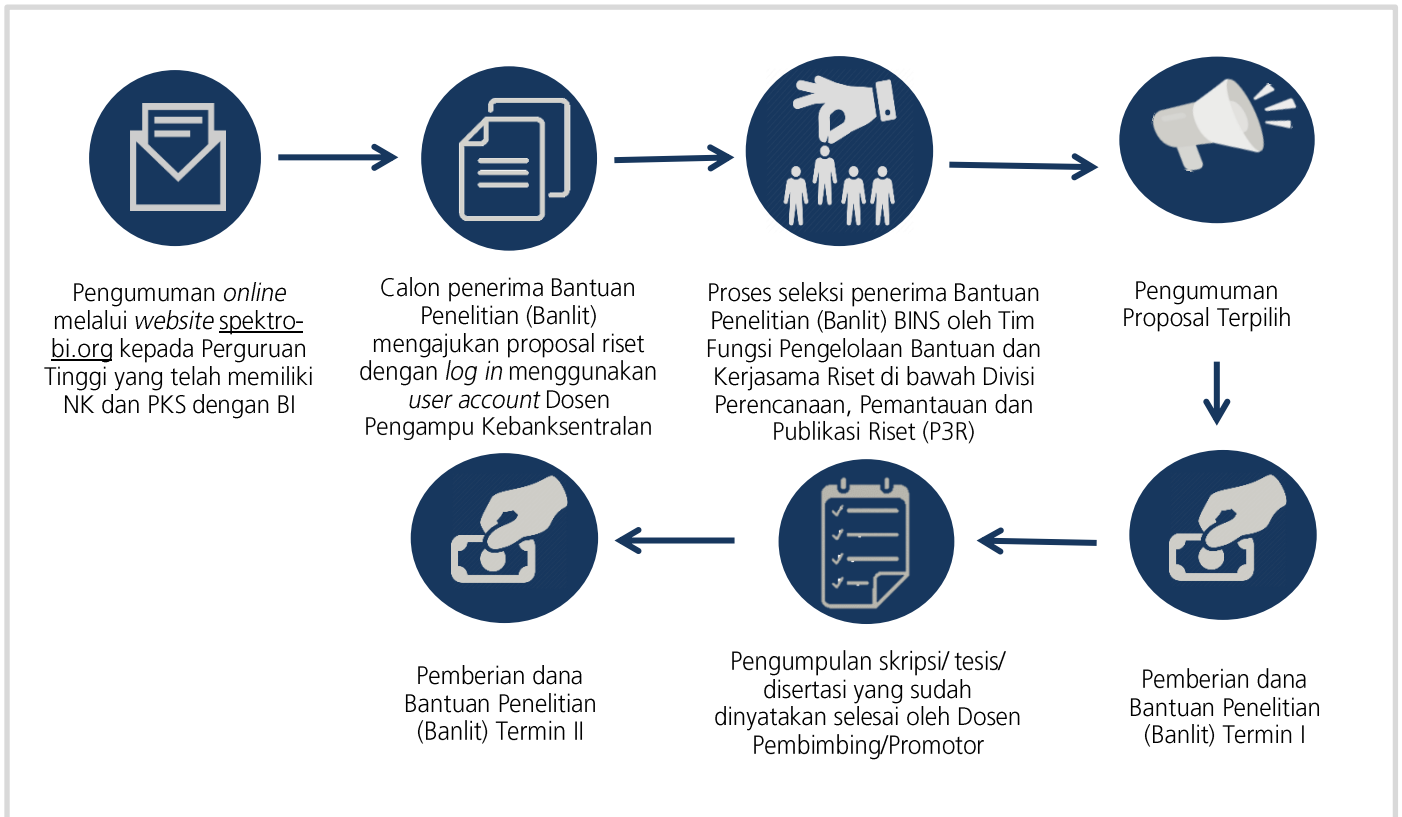 Pengumuman online
melalui website spektro-
bi.org kepada Perguruan
Tinggi yang telah memiliki
NK dan PKS dengan BI
Calon penerima Bantuan
Penelitian (Banlit)
mengajukan proposal riset
dengan log in menggunakan
user account Dosen
Pengampu Kebanksentralan
Proses seleksi penerima Bantuan
Penelitian (Banlit) BINS oleh Tim
Fungsi Pengelolaan Bantuan dan
Kerjasama Riset di bawah Divisi
Perencanaan, Pemantauan dan
Publikasi Riset (P3R)
Pengumuman
Proposal Terpilih
Pemberian dana
Bantuan Penelitian
(Banlit) Termin I
Pengumpulan skripsi/ tesis/
disertasi yang sudah
dinyatakan selesai oleh Dosen
Pembimbing/Promotor
Pemberian dana
Bantuan Penelitian
(Banlit) Termin II